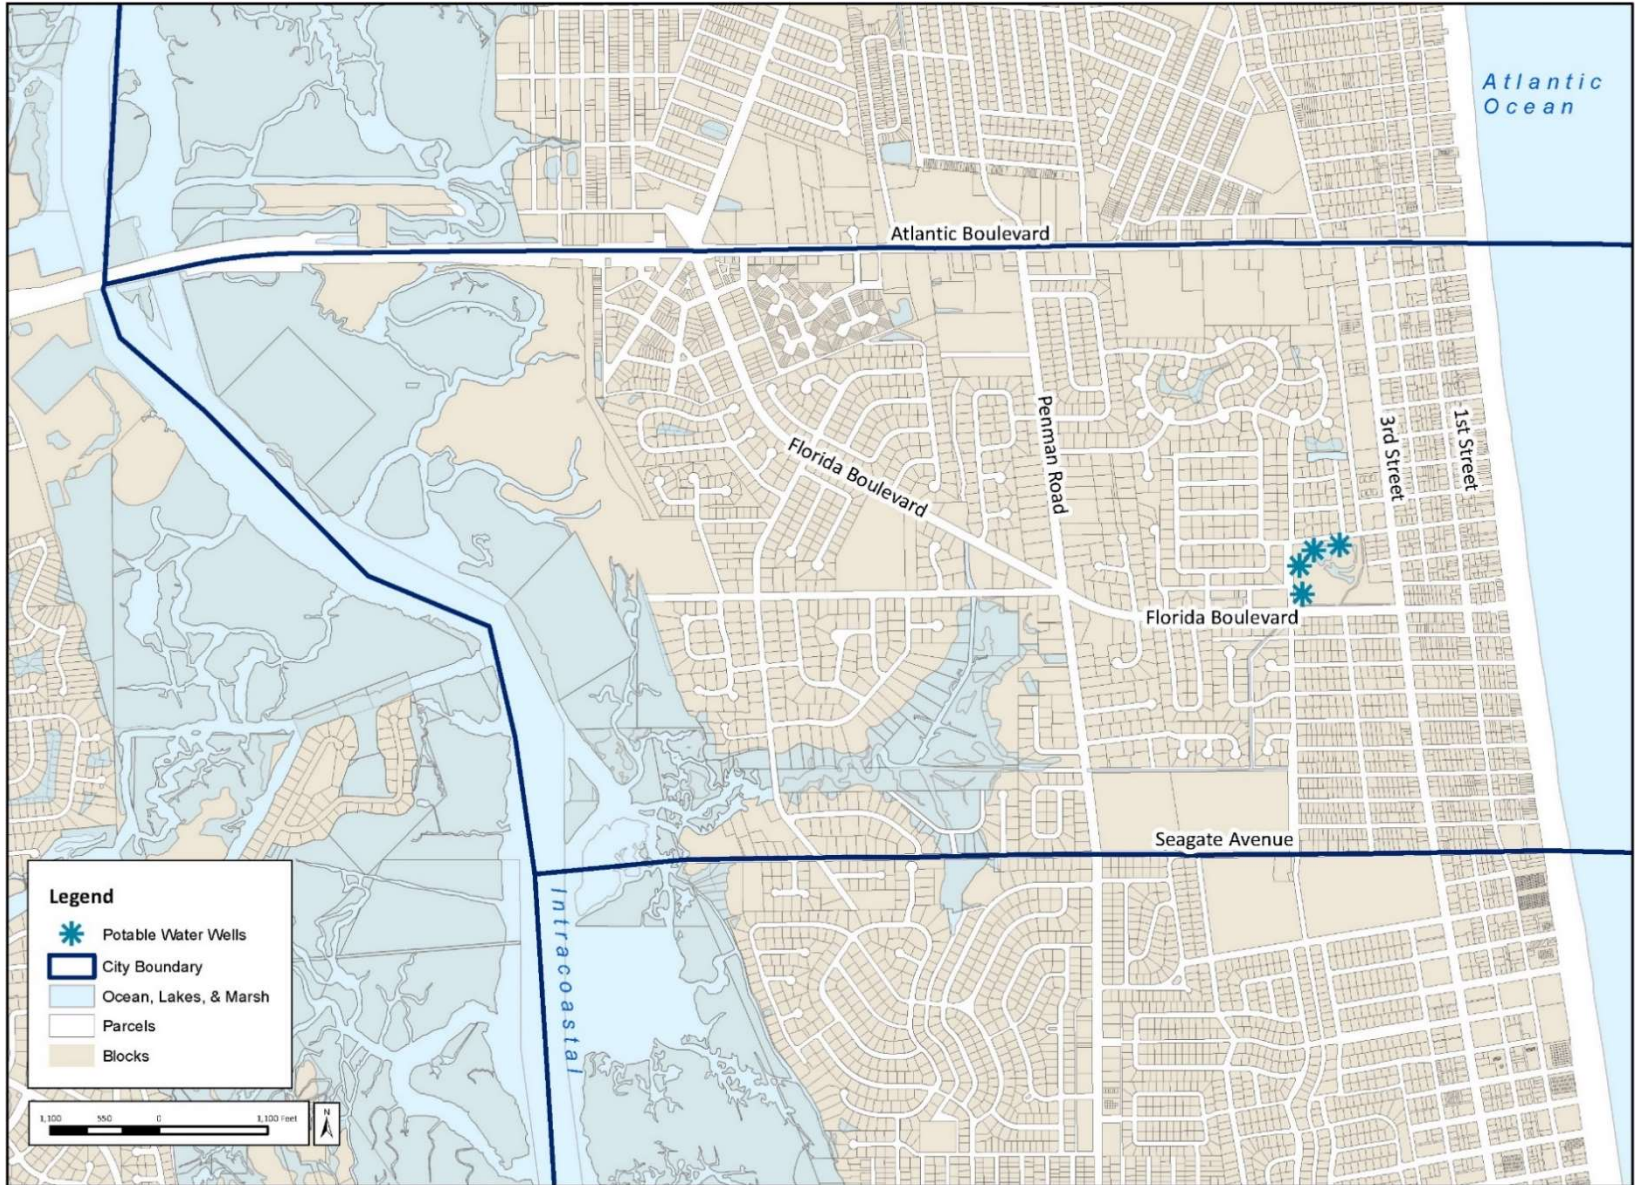 Atlantic
Ocean
Atlantic Boulevard
Penman Road
3rd Street
1st Street
Florida Boulevard
Florida Boulevard
Seagate Avenue
Intracoastal
Legend
Potable Water Wells
City Boundary
Ocean, Lakes, & Marsh
Parcels
Blocks
1,100 550 0 1,100 Feet
N